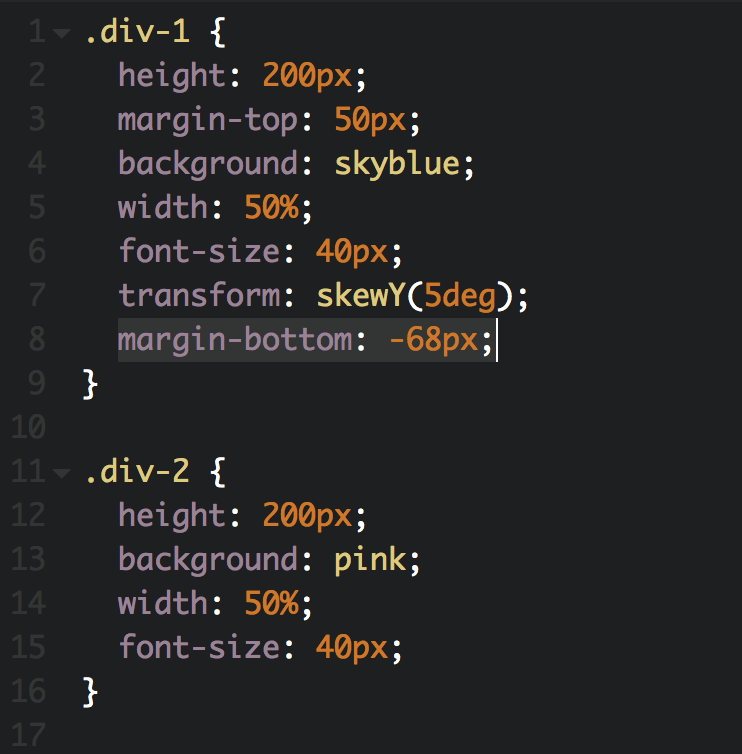 1 .div-1 {
2 height: 200px;
3 margin-top: 50px;
4 background: skyblue;
5 width: 50%;
6 font-size: 40px;
7 transform: skewY(5deg);
8 margin-bottom: -68px;
9 }
10
11 .div-2 {
12 height: 200px;
13 background: pink;
14 width: 50%;
15 font-size: 40px;
16 }
17